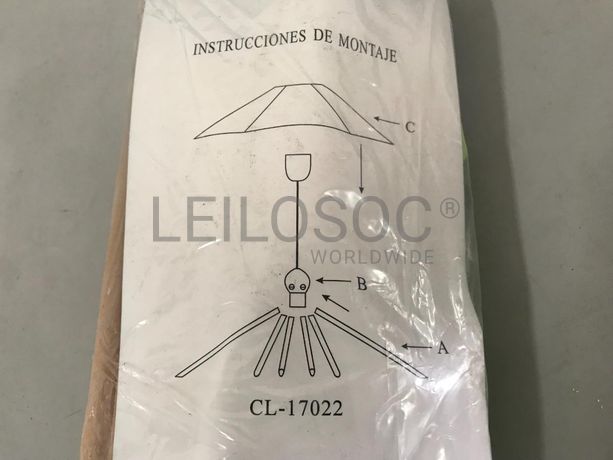 INSTRUCCIONES DE MONTAJE
C
LEILOSOC®
WORLDWIDE
B
A
CL-17022